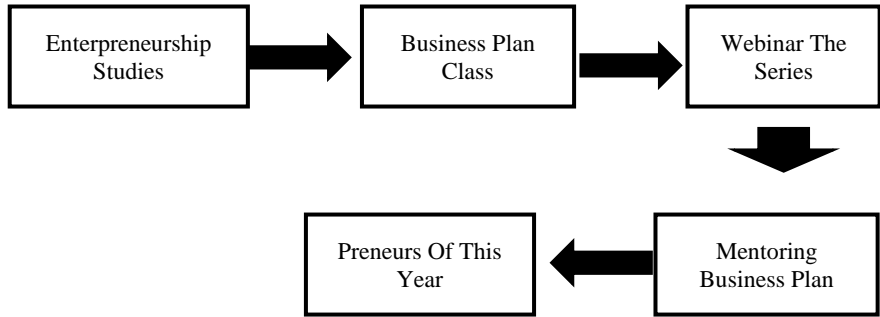 Enterpreneurship
Studies
Business Plan
Class
Webinar The
Series
Mentoring
Business Plan
Preneurs Of This
Year